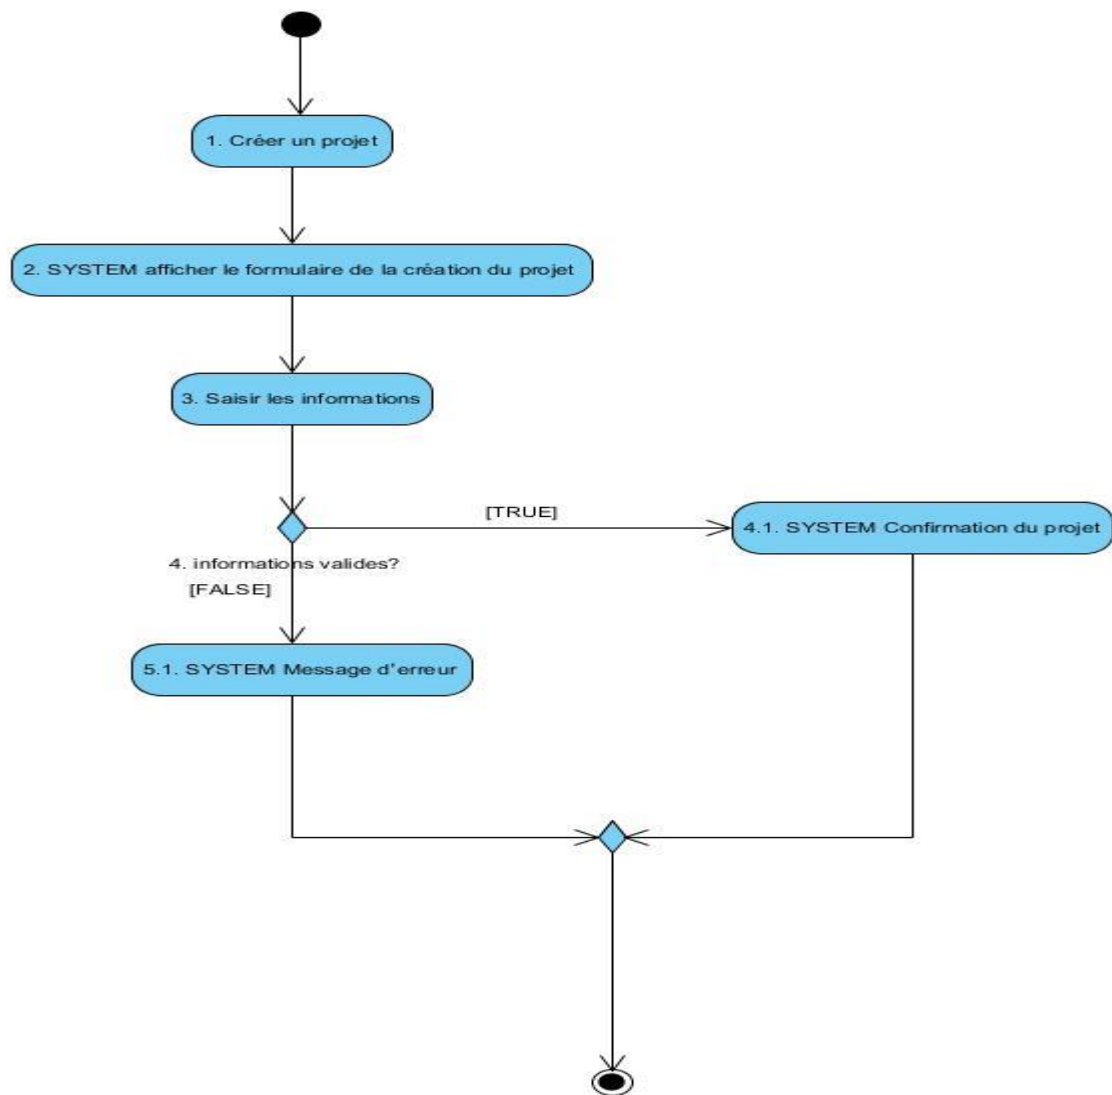 1. Créer un projet
2. SYSTEM afficher le formulaire de la création du projet
3. Saisir les informations
[TRUE]
4.1. SYSTEM Confirmation du projet
4. informations valides?
[FALSE]
5.1. SYSTEM Message d'erreur